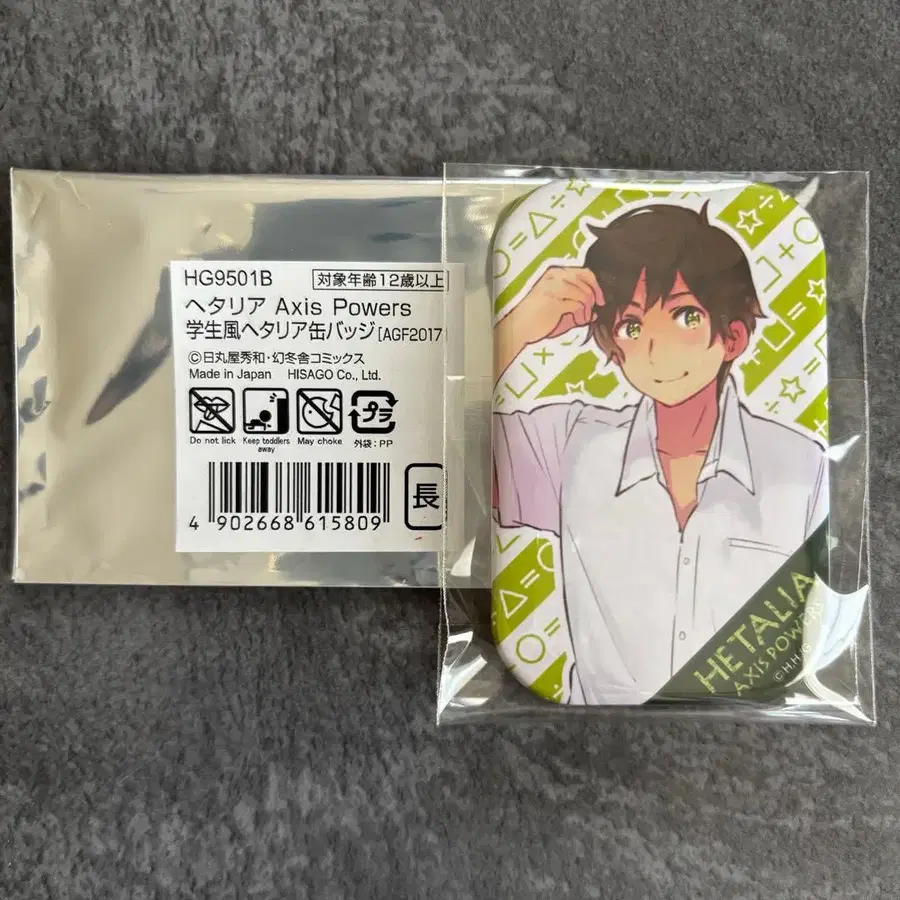 HG9501B 対象年齢12歳以上
ヘタリア Axis Powers
学生風ヘタリア缶バッジ[AGF2017
©日丸屋秀和・幻冬舎コミックス
Made in Japan HISAGO Co., Ltd.
Do not lick Keep toddlers away May choke プラ 外袋:PP
4 902668 615809
長
HETALIA
AXIS POWERS
©H.H/G